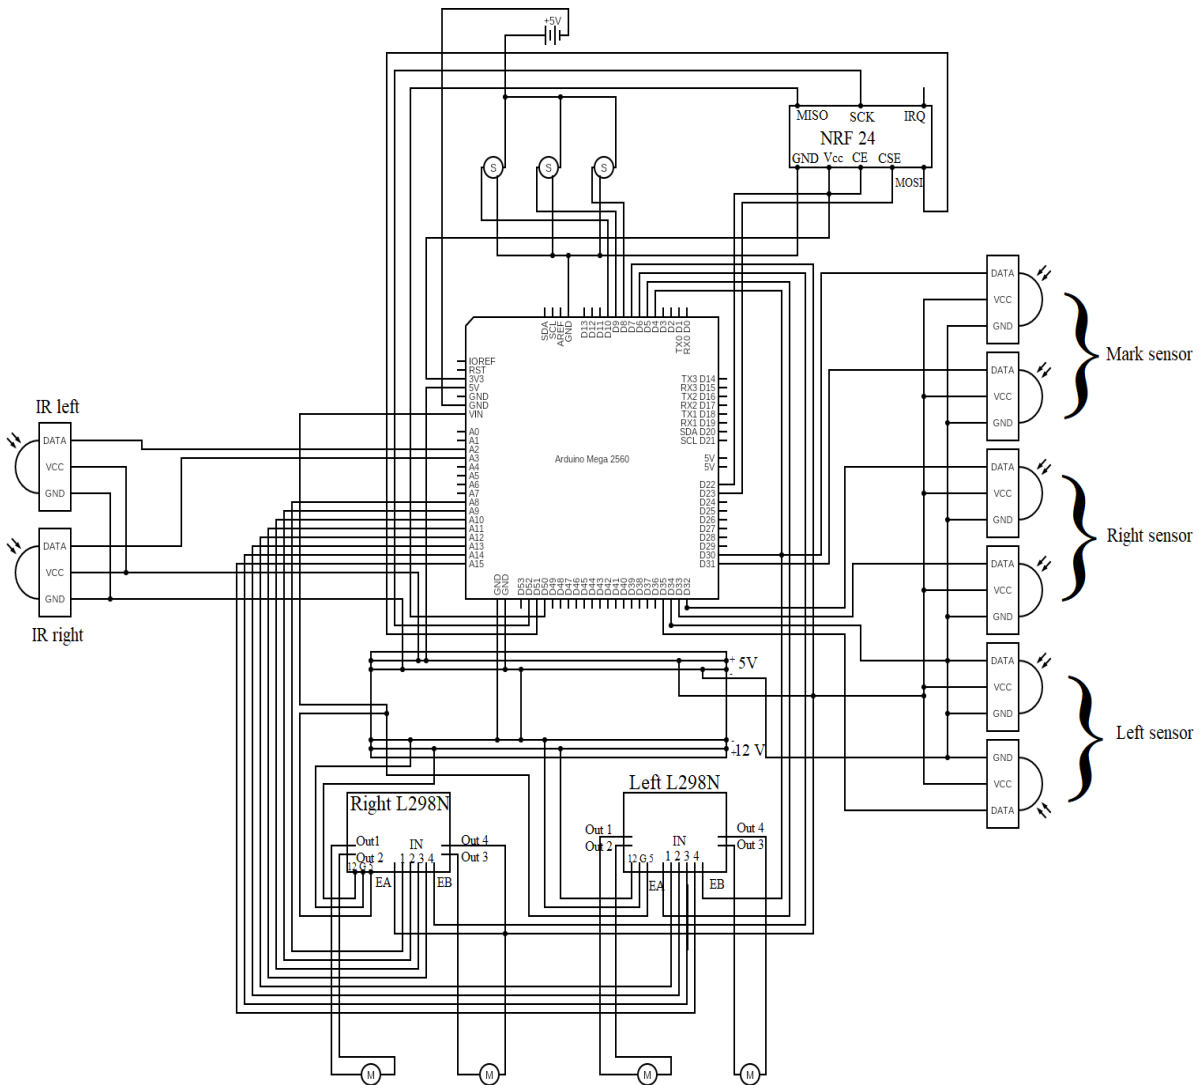 +5V
MISO
SCK
IRQ
NRF 24
GND
Vcc
CE
CSE
MOSI
S
S
S
SDA
SCL
AREF
GND
D13
D12
D11
D10
D9
D8
D7
D6
D5
D4
D3
D2
TX0 D1
RX0 D0
IOREF
RST
3V3
5V
GND
GND
VIN
A0
A1
A2
A3
A4
A5
A6
A7
A8
A9
A10
A11
A12
A13
A14
A15
Arduino Mega 2560
TX3 D14
RX3 D15
TX2 D16
RX2 D17
TX1 D18
RX1 D19
SDA D20
SCL D21
5V
5V
D22
D23
D24
D25
D26
D27
D28
D29
D30
D31
GND
GND
D53
D52
D51
D50
D49
D48
D47
D46
D45
D44
D43
D42
D41
D40
D39
D38
D37
D36
D35
D34
D33
D32
IR left
DATA
VCC
GND
DATA
VCC
GND
IR right
DATA
VCC
GND
Mark sensor
DATA
VCC
GND
DATA
VCC
GND
Right sensor
DATA
VCC
GND
DATA
VCC
GND
Left sensor
GND
VCC
DATA
+ 5V
-
-
+12 V
Right L298N
Out1
Out 2
IN
Out 4
Out 3
12 G 5
1 2 3 4
EA
EB
Left L298N
Out 1
Out 2
IN
Out 4
Out 3
12 G 5
1 2 3 4
EA
EB
M
M
M
M